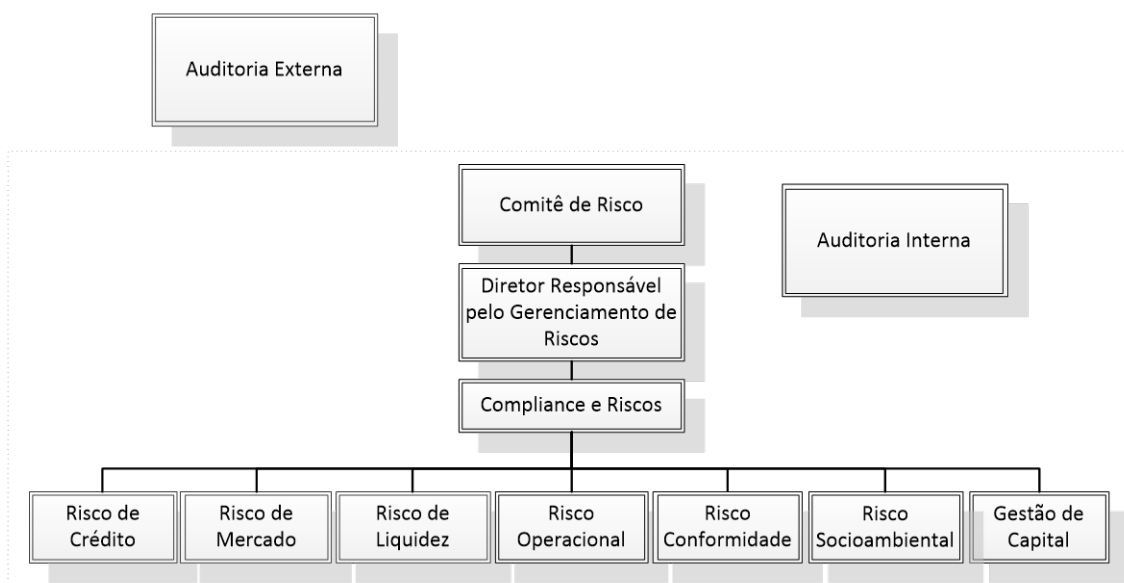 Auditoria Externa
Comitê de Risco
Auditoria Interna
Diretor Responsável
pelo Gerenciamento de
Riscos
Compliance e Riscos
Risco de
Crédito
Risco de
Mercado
Risco de
Liquidez
Risco
Operacional
Risco
Conformidade
Risco
Socioambiental
Gestão de
Capital